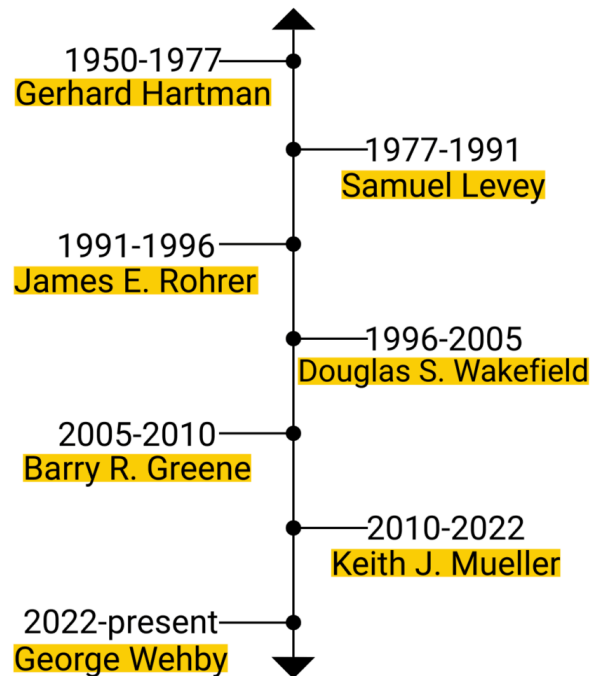 1950-1977
Gerhard Hartman
1977-1991
Samuel Levey
1991-1996
James E. Rohrer
1996-2005
Douglas S. Wakefield
2005-2010
Barry R. Greene
2010-2022
Keith J. Mueller
2022-present
George Wehby